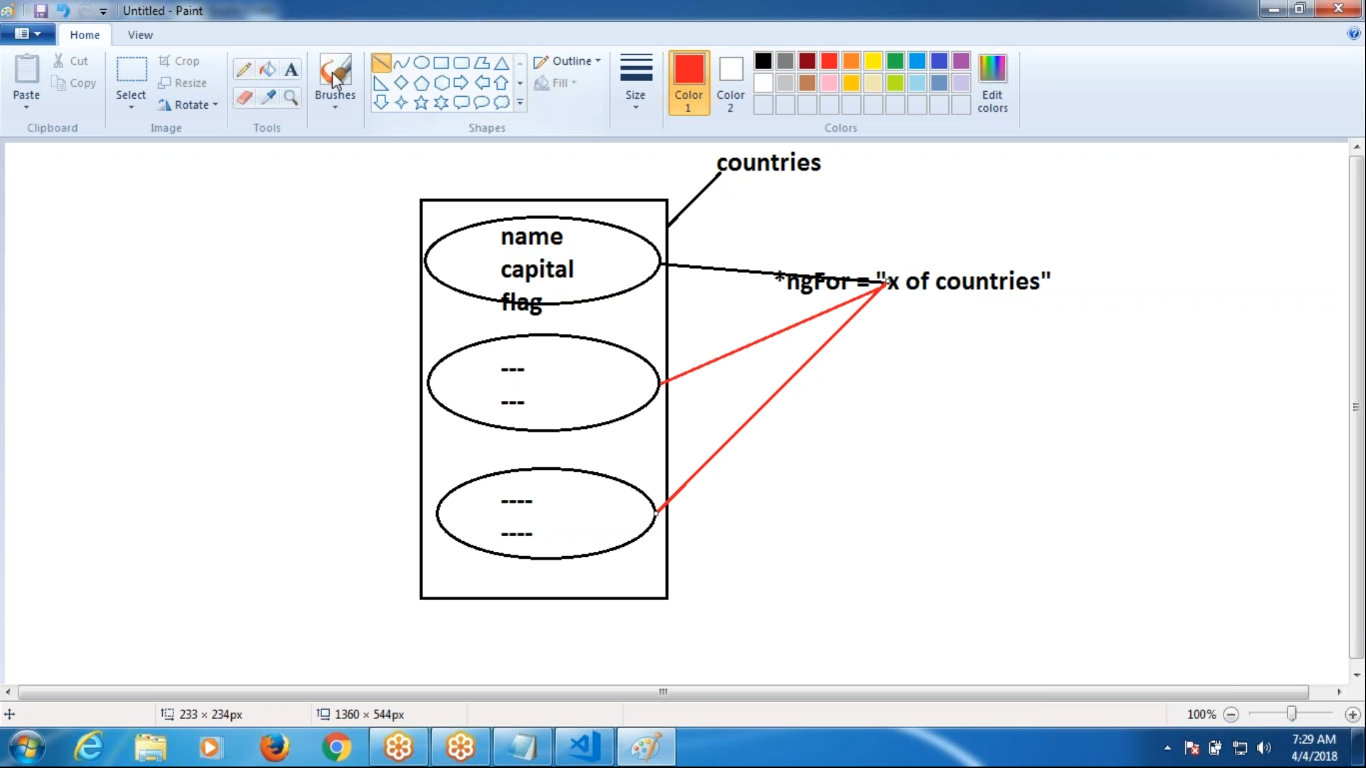 Untitled - Paint
Home
View
Paste
Cut
Copy
Clipboard
Select
Crop
Resize
Rotate
Image
A
Tools
Brushes
Shapes
Outline
Fill
Size
Color 1
Color 2
Edit colors
Colors
countries
name
capital
flag
*ngFor = "x of countries"
---
---
----
----
233 × 234px
1360 × 544px
100%
7:29 AM
4/4/2018